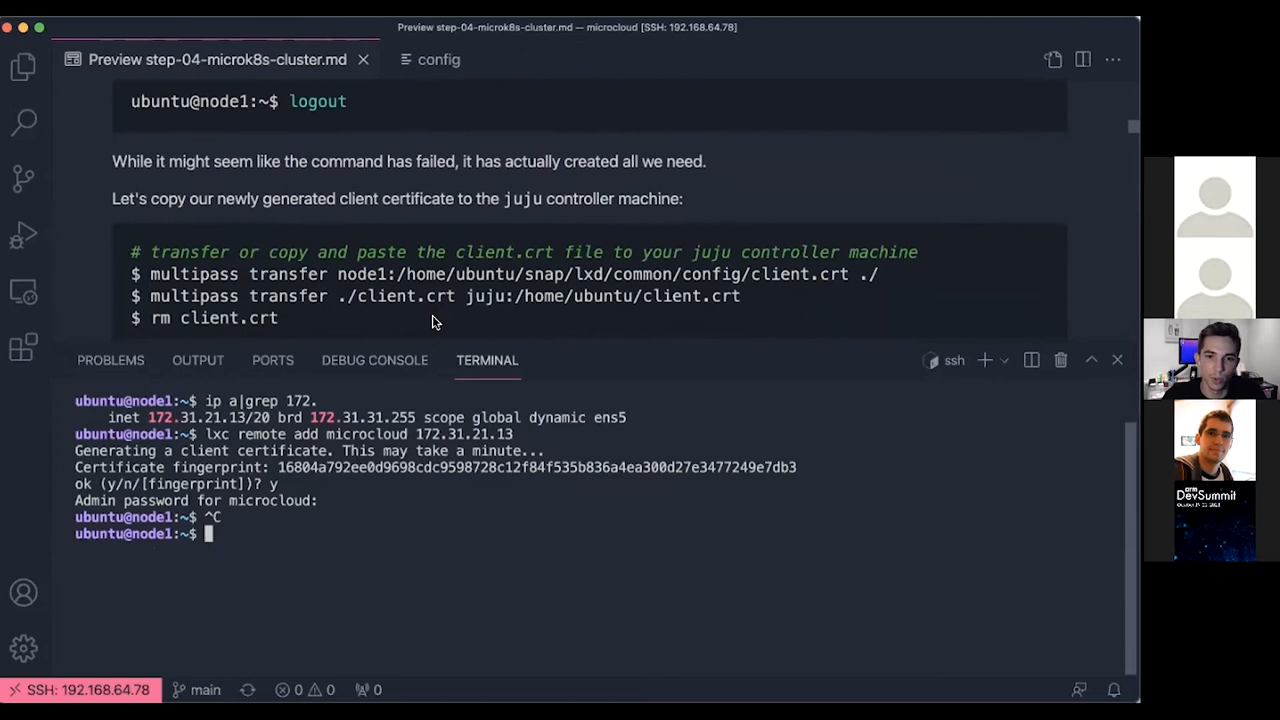 Preview step-04-microk8s-cluster.md — microcloud [SSH: 192.168.64.78]
Preview step-04-microk8s-cluster.md
config
ubuntu@node1:~$ logout
While it might seem like the command has failed, it has actually created all we need.
Let's copy our newly generated client certificate to the juju controller machine:
# transfer or copy and paste the client.crt file to your juju controller machine
$ multipass transfer node1:/home/ubuntu/snap/lxd/common/config/client.crt ./
$ multipass transfer ./client.crt juju:/home/ubuntu/client.crt
$ rm client.crt
PROBLEMS OUTPUT PORTS DEBUG CONSOLE TERMINAL ssh
ubuntu@node1:~$ ip a|grep 172.
inet 172.31.21.13/20 brd 172.31.31.255 scope global dynamic ens5
ubuntu@node1:~$ lxc remote add microcloud 172.31.21.13
Generating a client certificate. This may take a minute...
Certificate fingerprint: 16804a792ee0d9698cdc9598728c12f84f535b836a4ea300d27e3477249e7db3
ok (y/n/[fingerprint])? y
Admin password for microcloud:
ubuntu@node1:~$ ^C
ubuntu@node1:~$
SSH: 192.168.64.78 main 0 0 0
arm
DevSummit